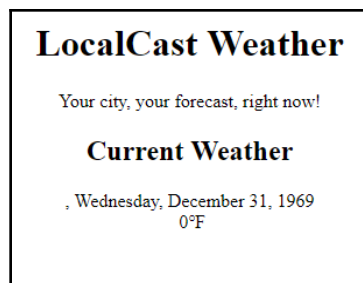 LocalCast Weather
Your city, your forecast, right now!
Current Weather
, Wednesday, December 31, 1969
0°F